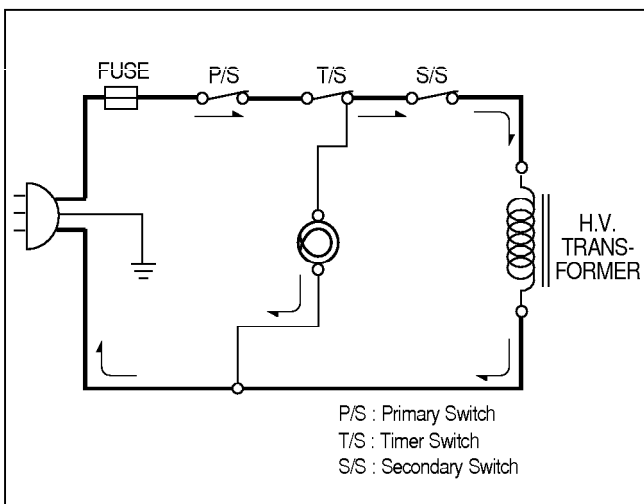 FUSE P/S T/S S/S
H.V.
TRANS-
FORMER
P/S : Primary Switch
T/S : Timer Switch
S/S : Secondary Switch